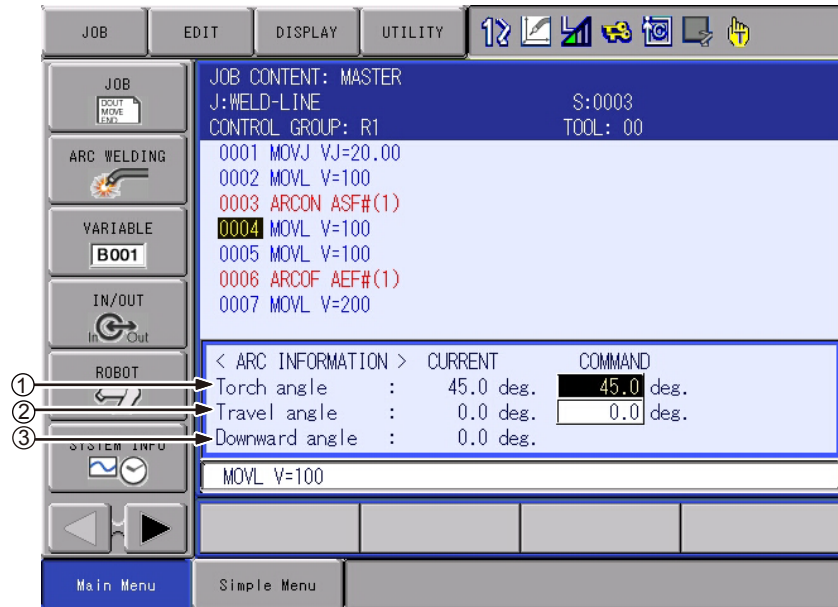 JOB EDIT DISPLAY UTILITY
JOB
DOUT
MOVE
END
ARC WELDING
VARIABLE
B001
IN/OUT
In Out
ROBOT
SYSTEM INFO
JOB CONTENT: MASTER
J:WELD-LINE S:0003
CONTROL GROUP: R1 TOOL: 00
0001 MOVJ VJ=20.00
0002 MOVL V=100
0003 ARCON ASF#(1)
0004 MOVL V=100
0005 MOVL V=100
0006 ARCOF AEF#(1)
0007 MOVL V=200
< ARC INFORMATION > CURRENT COMMAND
① Torch angle : 45.0 deg. 45.0 deg.
② Travel angle : 0.0 deg. 0.0 deg.
③ Downward angle : 0.0 deg.
MOVL V=100
Main Menu Simple Menu